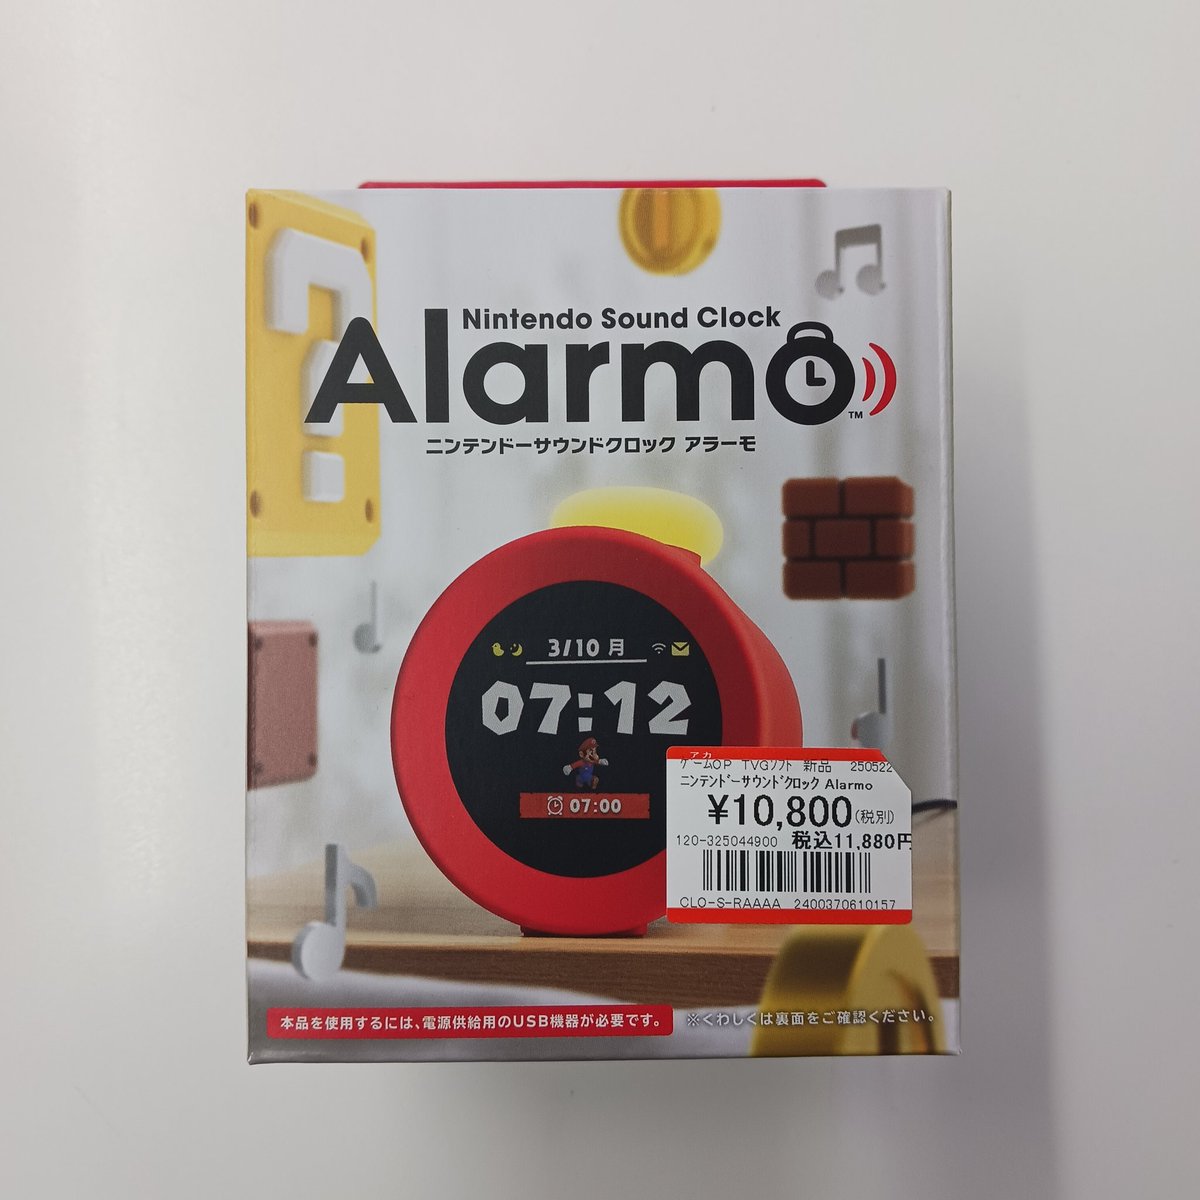 Nintendo Sound Clock
Alarmo
TM
ニンテンドーサウンドクロック アラーモ
3/10 月
07:12
07:00
アカ
ゲームOP TVGソフト 新品 250522
ニンテンドーサウンドクロック Alarmo
¥10,800(税別)
120-325044900 税込11,880円
CLO-S-RAAAA 2400370610157
本品を使用するには、電源供給用のUSB機器が必要です。 ※くわしくは裏面をご確認ください。